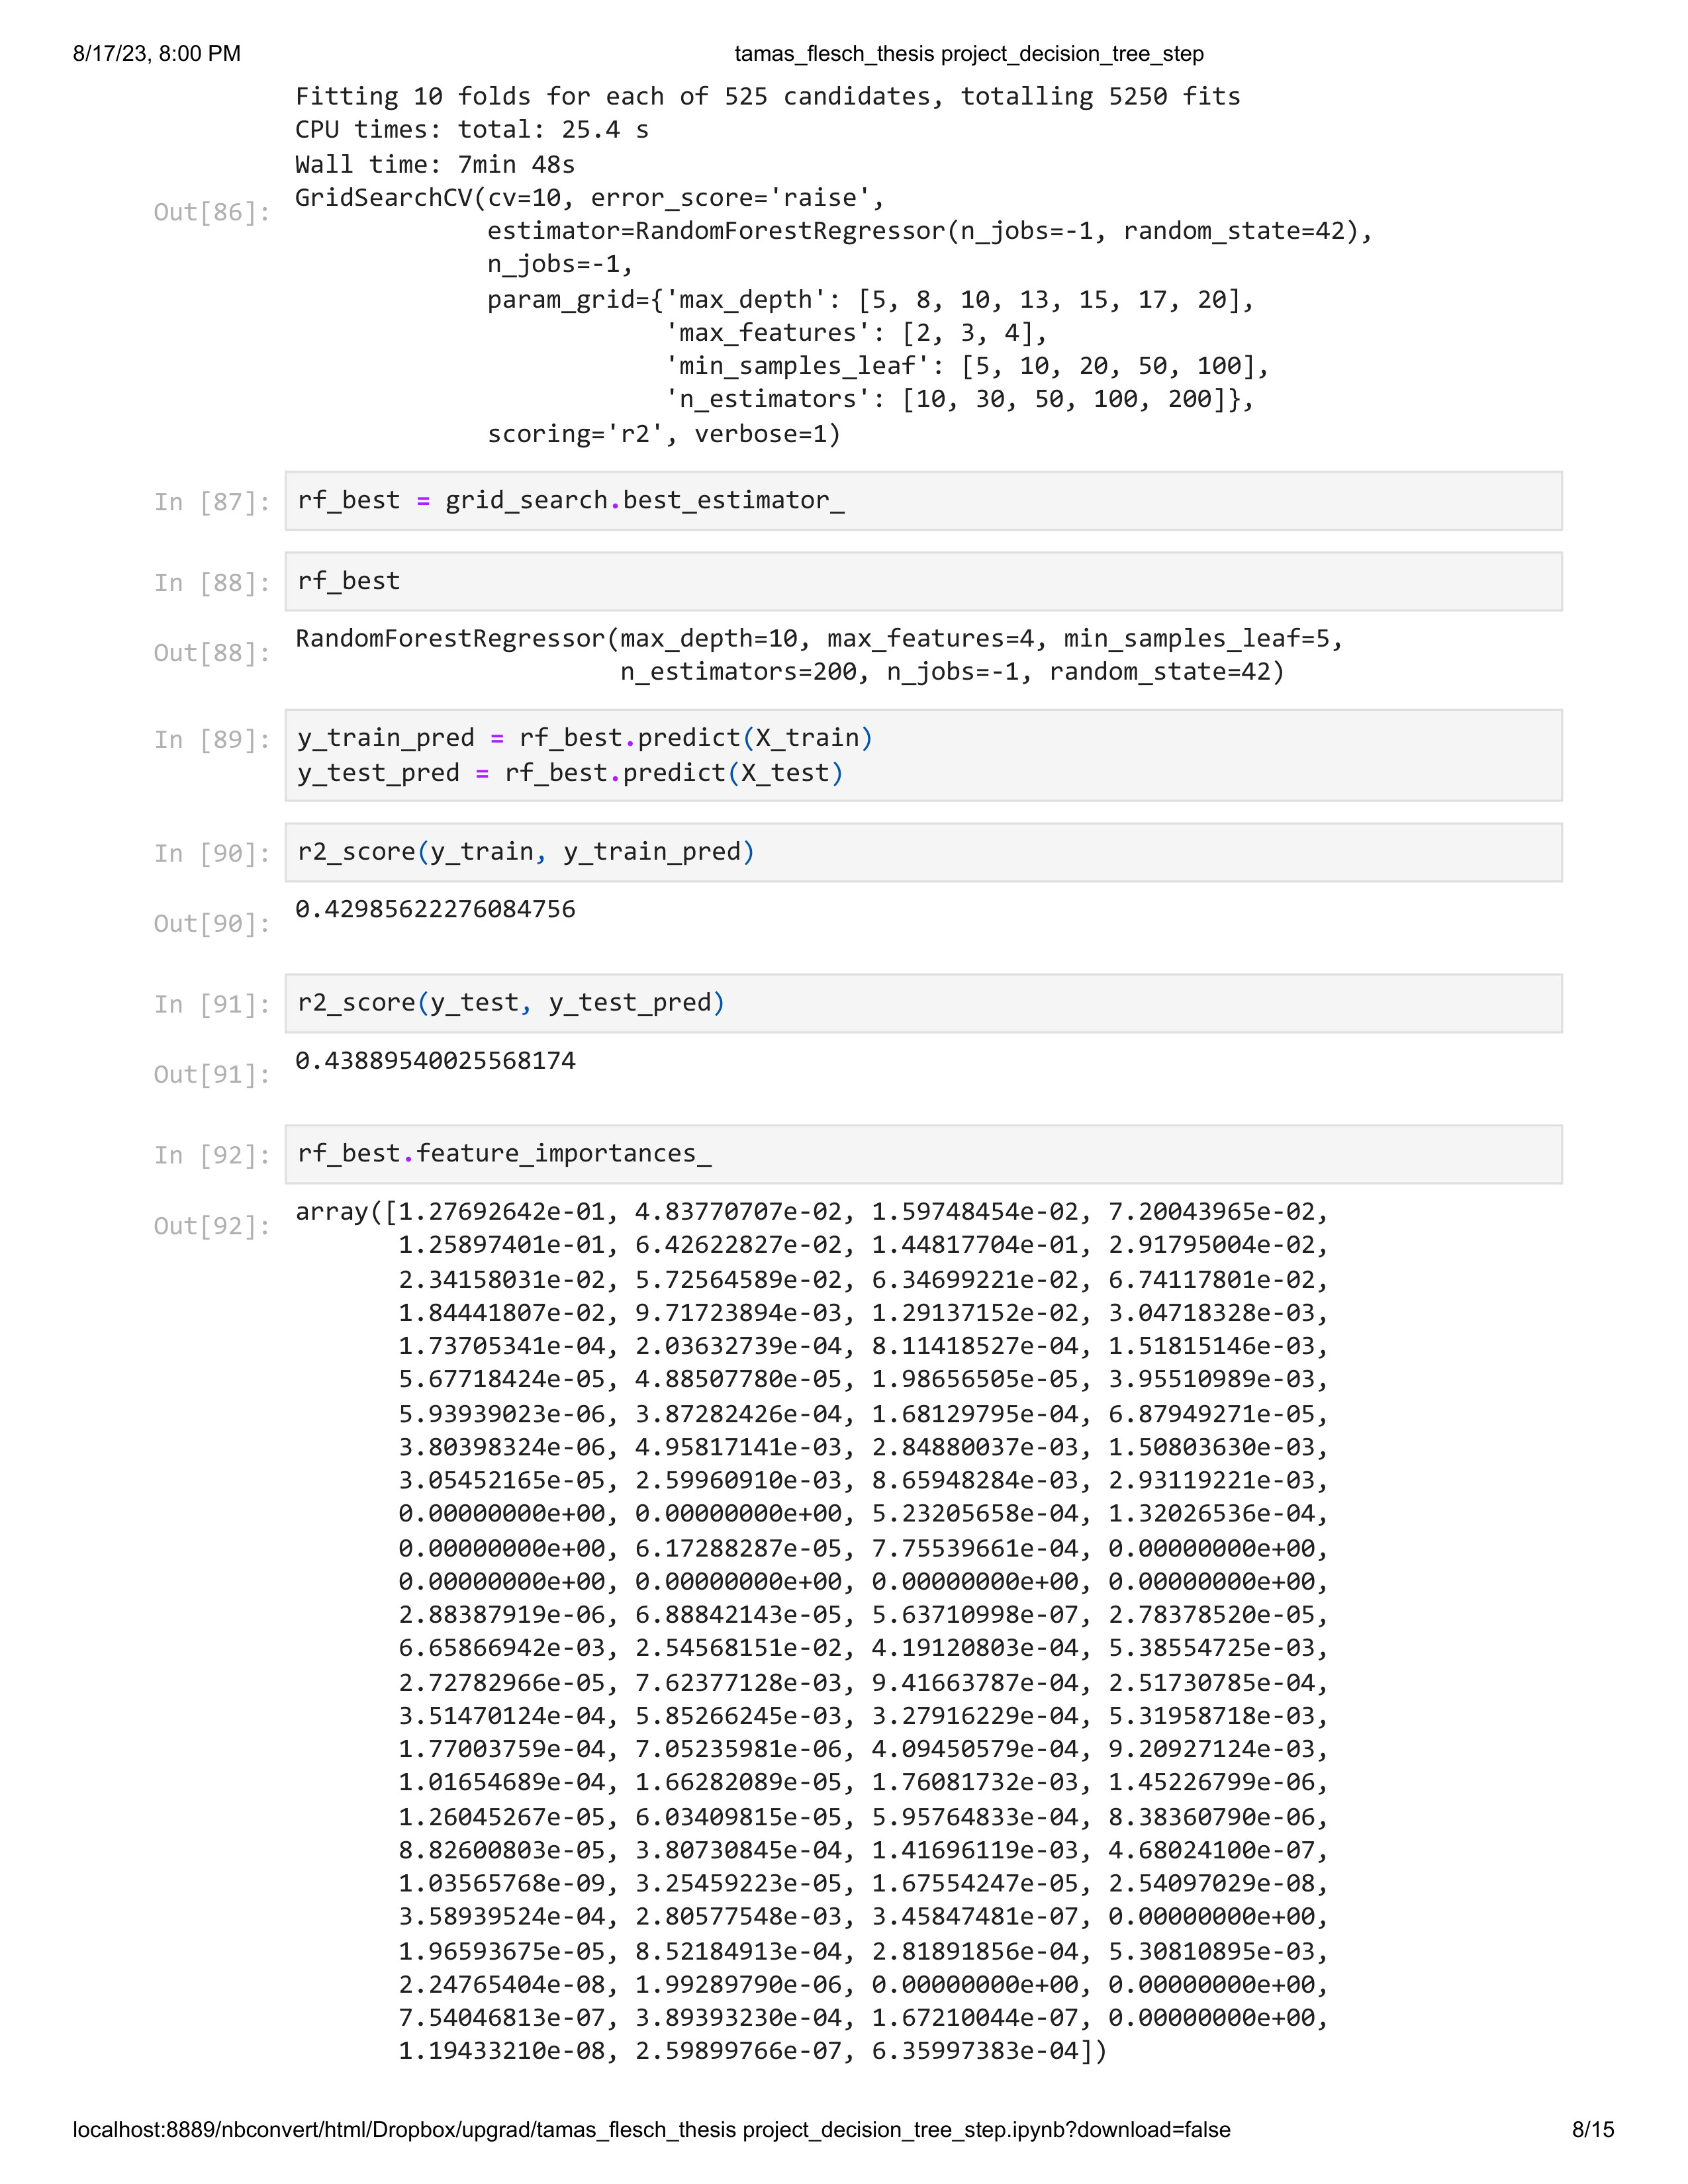 8/17/23, 8:00 PM tamas_flesch_thesis project_decision_tree_step
Fitting 10 folds for each of 525 candidates, totalling 5250 fits
CPU times: total: 25.4 s
Wall time: 7min 48s
Out[86]: GridSearchCV(cv=10, error_score='raise',
estimator=RandomForestRegressor(n_jobs=-1, random_state=42),
n_jobs=-1,
param_grid={'max_depth': [5, 8, 10, 13, 15, 17, 20],
'max_features': [2, 3, 4],
'min_samples_leaf': [5, 10, 20, 50, 100],
'n_estimators': [10, 30, 50, 100, 200]},
scoring='r2', verbose=1)
In [87]: rf_best = grid_search.best_estimator_
In [88]: rf_best
Out[88]: RandomForestRegressor(max_depth=10, max_features=4, min_samples_leaf=5,
n_estimators=200, n_jobs=-1, random_state=42)
In [89]: y_train_pred = rf_best.predict(X_train)
y_test_pred = rf_best.predict(X_test)
In [90]: r2_score(y_train, y_train_pred)
Out[90]: 0.42985622276084756
In [91]: r2_score(y_test, y_test_pred)
Out[91]: 0.43889540025568174
In [92]: rf_best.feature_importances_
Out[92]: array([1.27692642e-01, 4.83770707e-02, 1.59748454e-02, 7.20043965e-02,
1.25897401e-01, 6.42622827e-02, 1.44817704e-01, 2.91795004e-02,
2.34158031e-02, 5.72564589e-02, 6.34699221e-02, 6.74117801e-02,
1.84441807e-02, 9.71723894e-03, 1.29137152e-02, 3.04718328e-03,
1.73705341e-04, 2.03632739e-04, 8.11418527e-04, 1.51815146e-03,
5.67718424e-05, 4.88507780e-05, 1.98656505e-05, 3.95510989e-03,
5.93939023e-06, 3.87282426e-04, 1.68129795e-04, 6.87949271e-05,
3.80398324e-06, 4.95817141e-03, 2.84880037e-03, 1.50803630e-03,
3.05452165e-05, 2.59960910e-03, 8.65948284e-03, 2.93119221e-03,
0.00000000e+00, 0.00000000e+00, 5.23205658e-04, 1.32026536e-04,
0.00000000e+00, 6.17288287e-05, 7.75539661e-04, 0.00000000e+00,
0.00000000e+00, 0.00000000e+00, 0.00000000e+00, 0.00000000e+00,
2.88387919e-06, 6.88842143e-05, 5.63710998e-07, 2.78378520e-05,
6.65866942e-03, 2.54568151e-02, 4.19120803e-04, 5.38554725e-03,
2.72782966e-05, 7.62377128e-03, 9.41663787e-04, 2.51730785e-04,
3.51470124e-04, 5.85266245e-03, 3.27916229e-04, 5.31958718e-03,
1.77003759e-04, 7.05235981e-06, 4.09450579e-04, 9.20927124e-03,
1.01654689e-04, 1.66282089e-05, 1.76081732e-03, 1.45226799e-06,
1.26045267e-05, 6.03409815e-05, 5.95764833e-04, 8.38360790e-06,
8.82600803e-05, 3.80730845e-04, 1.41696119e-03, 4.68024100e-07,
1.03565768e-09, 3.25459223e-05, 1.67554247e-05, 2.54097029e-08,
3.58939524e-04, 2.80577548e-03, 3.45847481e-07, 0.00000000e+00,
1.96593675e-05, 8.52184913e-04, 2.81891856e-04, 5.30810895e-03,
2.24765404e-08, 1.99289790e-06, 0.00000000e+00, 0.00000000e+00,
7.54046813e-07, 3.89393230e-04, 1.67210044e-07, 0.00000000e+00,
1.19433210e-08, 2.59899766e-07, 6.35997383e-04])
localhost:8889/nbconvert/html/Dropbox/upgrad/tamas_flesch_thesis project_decision_tree_step.ipynb?download=false 8/15